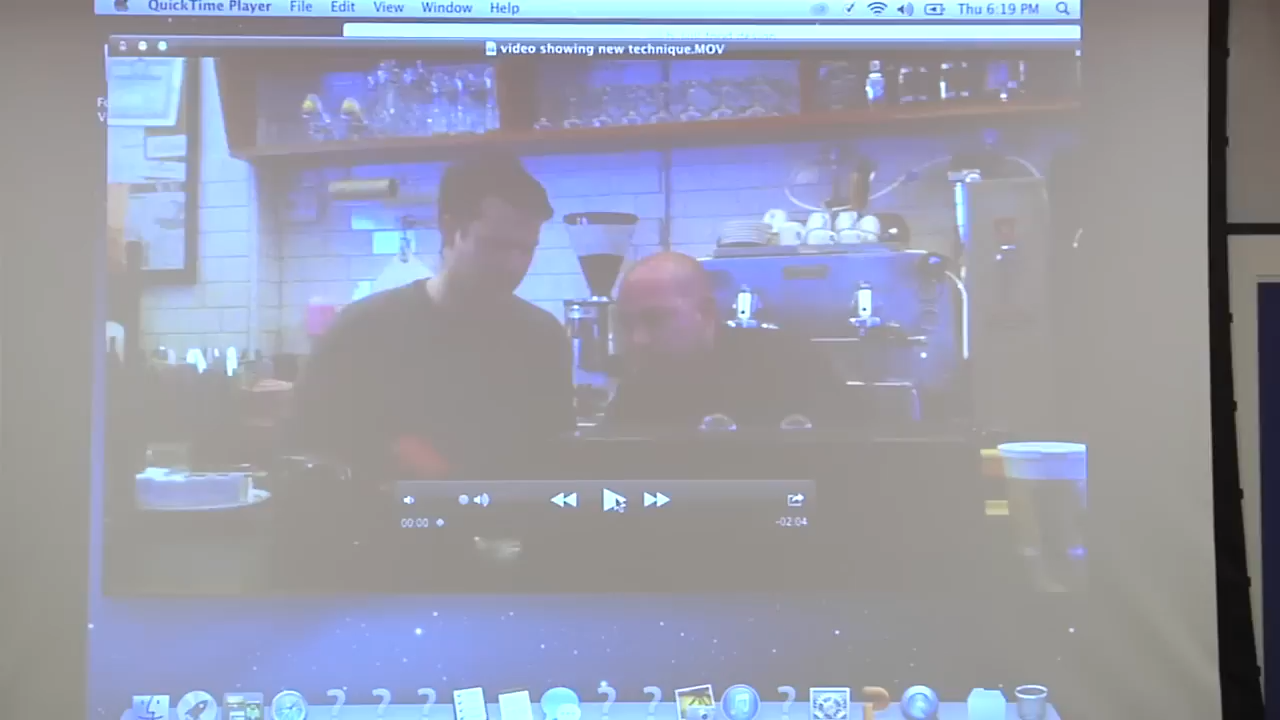 QuickTime Player File Edit View Window Help Thu 6:19 PM
video showing new technique.MOV
00:00 -02:04